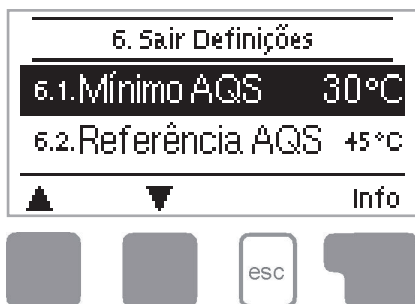 6. Sair Definições
6.1.Mínimo AQS 30°C
6.2.Referência AQS 45°C
Info
esc